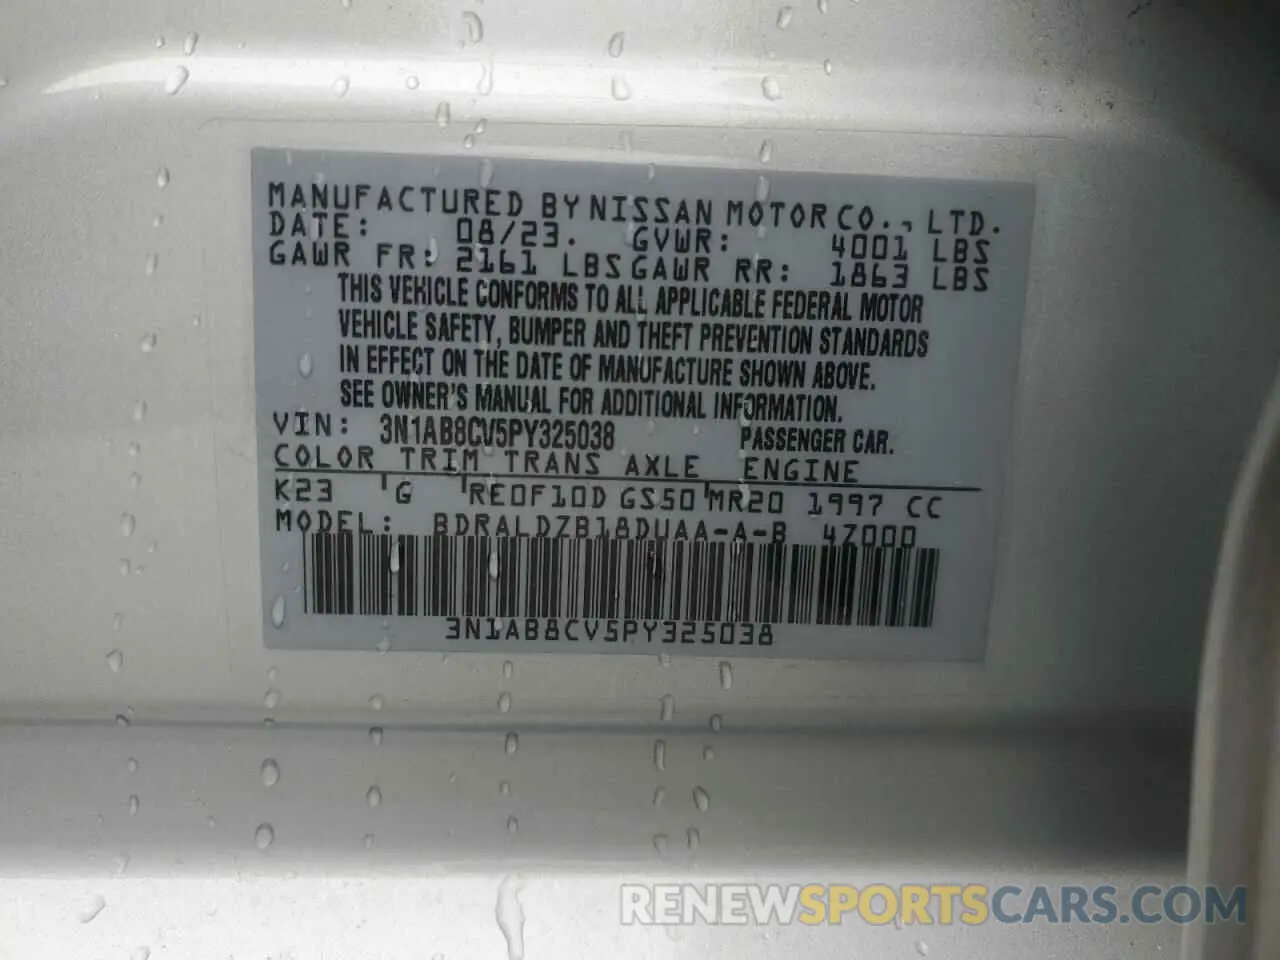 MANUFACTURED BY NISSAN MOTOR CO., LTD.
DATE: 08/23. GVWR: 4001 LBS
GAWR FR: 2161 LBS GAWR RR: 1863 LBS
THIS VEHICLE CONFORMS TO ALL APPLICABLE FEDERAL MOTOR
VEHICLE SAFETY, BUMPER AND THEFT PREVENTION STANDARDS
IN EFFECT ON THE DATE OF MANUFACTURE SHOWN ABOVE.
SEE OWNER'S MANUAL FOR ADDITIONAL INFORMATION.
VIN: 3N1AB8CV5PY325038 PASSENGER CAR.
COLOR TRIM TRANS AXLE ENGINE
K23 G RE0F10D GS50 MR20 1997 CC
MODEL: BDRALDZB18DUAA-A-B 4Z000
3N1AB8CV5PY325038
RENEWSPORTSCARS.COM